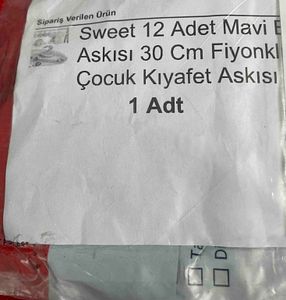 Sipariş Verilen Ürün
Sweet 12 Adet Mavi
Askısı 30 Cm Fiyonkl
Çocuk Kıyafet Askısı
1 Adt